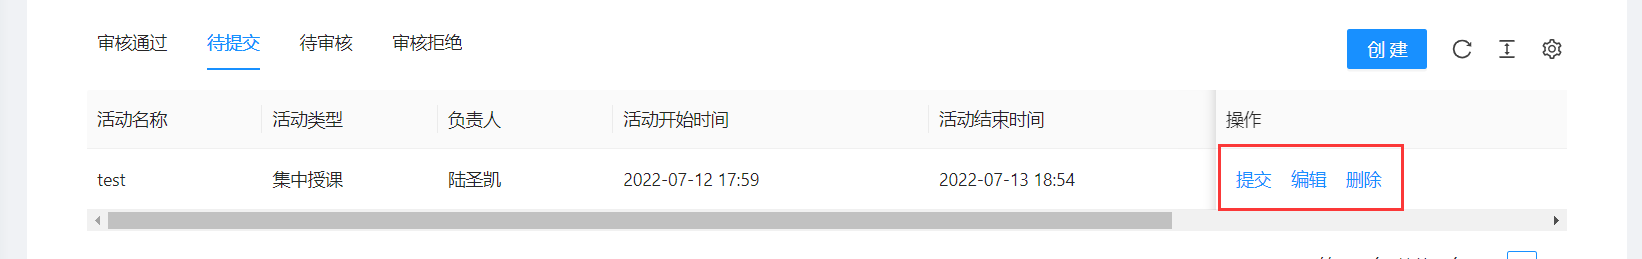 审核通过 待提交 待审核 审核拒绝 创建
活动名称 活动类型 负责人 活动开始时间 活动结束时间 操作
test 集中授课 陆圣凯 2022-07-12 17:59 2022-07-13 18:54 提交 编辑 删除